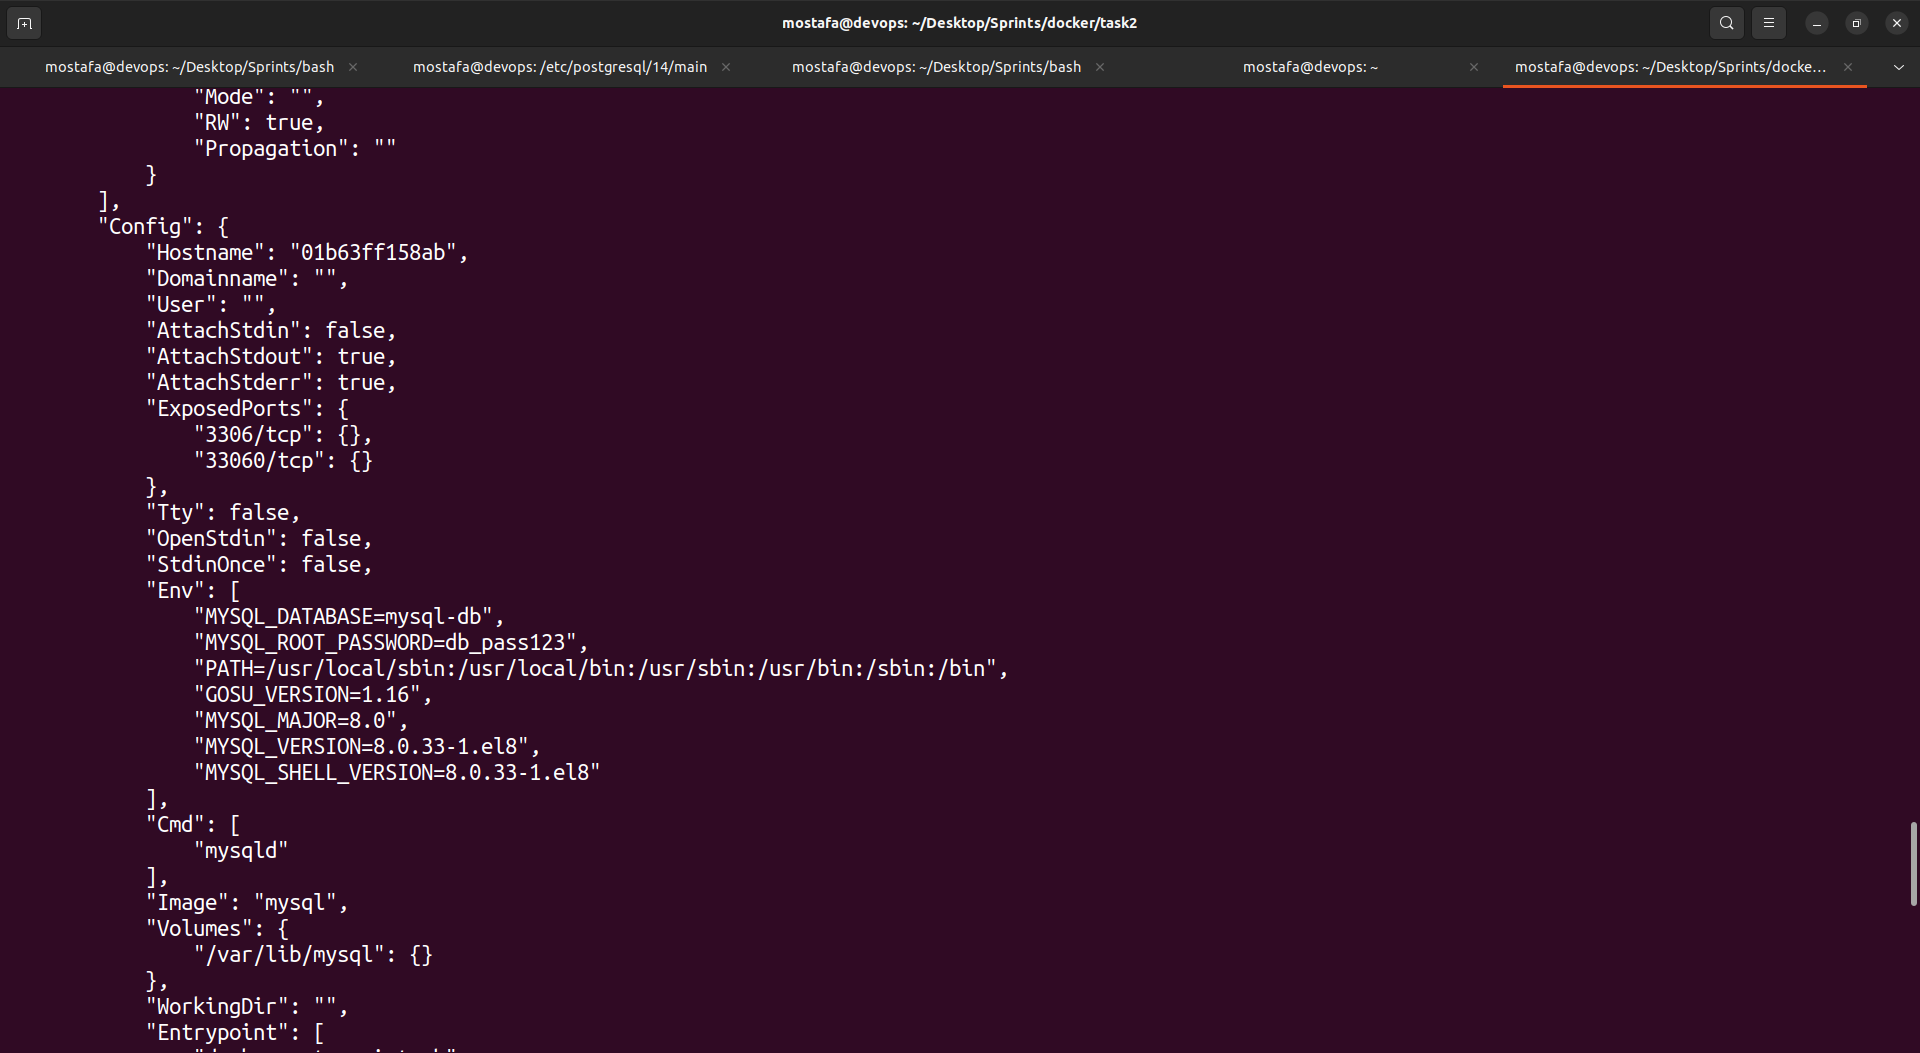 mostafa@devops: ~/Desktop/Sprints/docker/task2
mostafa@devops: ~/Desktop/Sprints/bash
mostafa@devops: /etc/postgresql/14/main
mostafa@devops: ~/Desktop/Sprints/bash
mostafa@devops: ~
mostafa@devops: ~/Desktop/Sprints/docke...
"Mode": "",
"RW": true,
"Propagation": ""
}
],
"Config": {
"Hostname": "01b63ff158ab",
"Domainname": "",
"User": "",
"AttachStdin": false,
"AttachStdout": true,
"AttachStderr": true,
"ExposedPorts": {
"3306/tcp": {},
"33060/tcp": {}
},
"Tty": false,
"OpenStdin": false,
"StdinOnce": false,
"Env": [
"MYSQL_DATABASE=mysql-db",
"MYSQL_ROOT_PASSWORD=db_pass123",
"PATH=/usr/local/sbin:/usr/local/bin:/usr/sbin:/usr/bin:/sbin:/bin",
"GOSU_VERSION=1.16",
"MYSQL_MAJOR=8.0",
"MYSQL_VERSION=8.0.33-1.el8",
"MYSQL_SHELL_VERSION=8.0.33-1.el8"
],
"Cmd": [
"mysqld"
],
"Image": "mysql",
"Volumes": {
"/var/lib/mysql": {}
},
"WorkingDir": "",
"Entrypoint": [